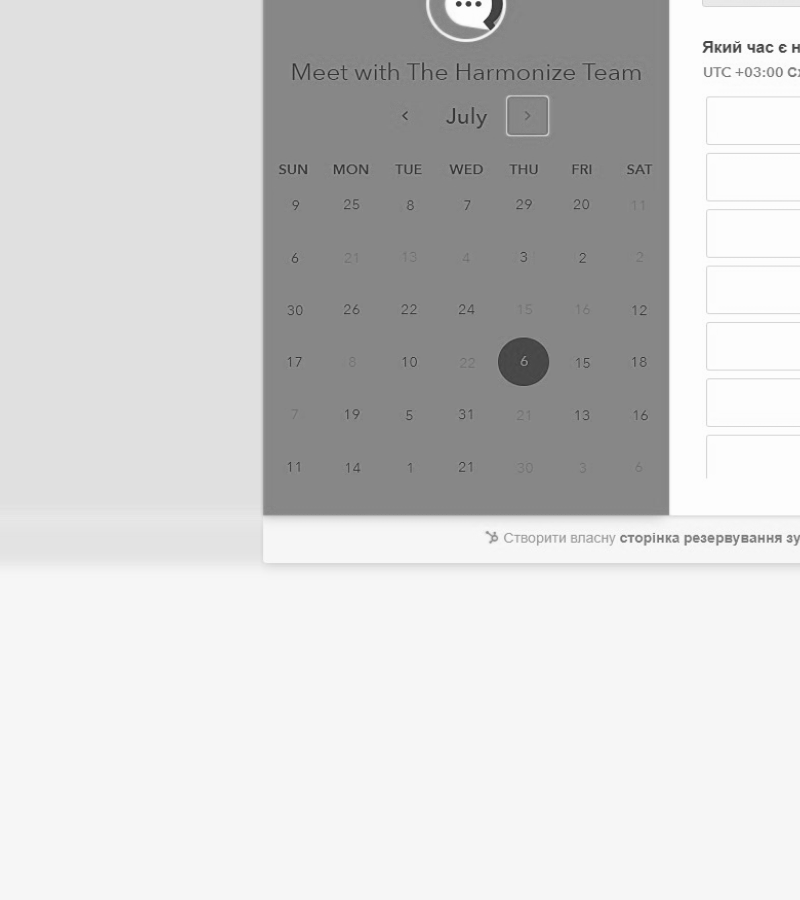 Який час є
UTC +03:00
Meet with The Harmonize Team
July
SUN MON TUE WED THU FRI SAT
9 25 8 7 29 20 11
6 21 13 4 3 2 2
30 26 22 24 15 16 12
17 8 10 22 6 15 18
7 19 5 31 21 13 16
11 14 1 21 30 3 6
Створити власну сторінка резервування